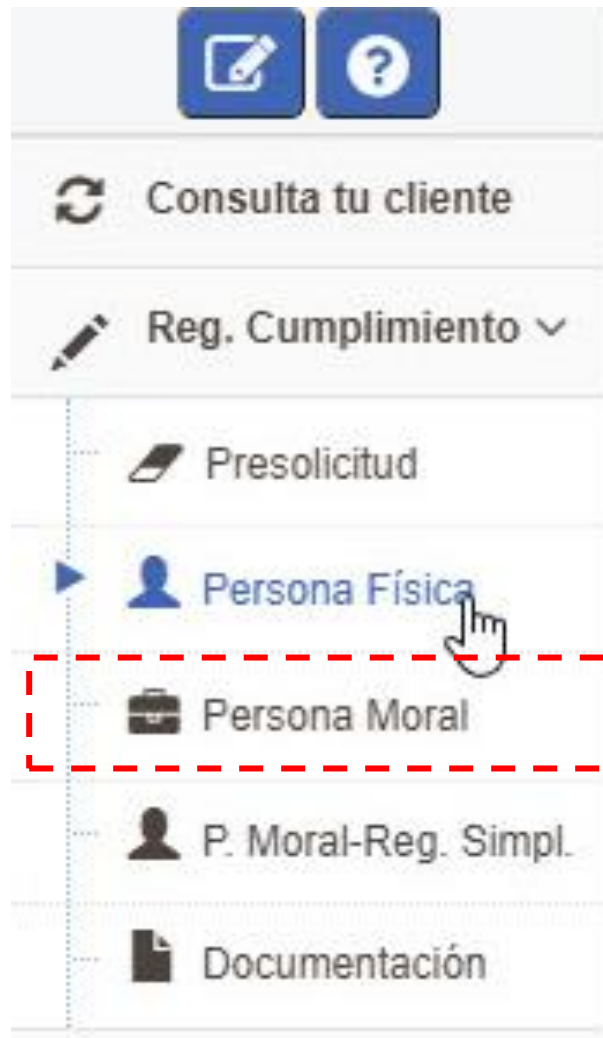 Consulta tu cliente
Reg. Cumplimiento
Presolicitud
Persona Física
Persona Moral
P. Moral-Reg. Simpl.
Documentación